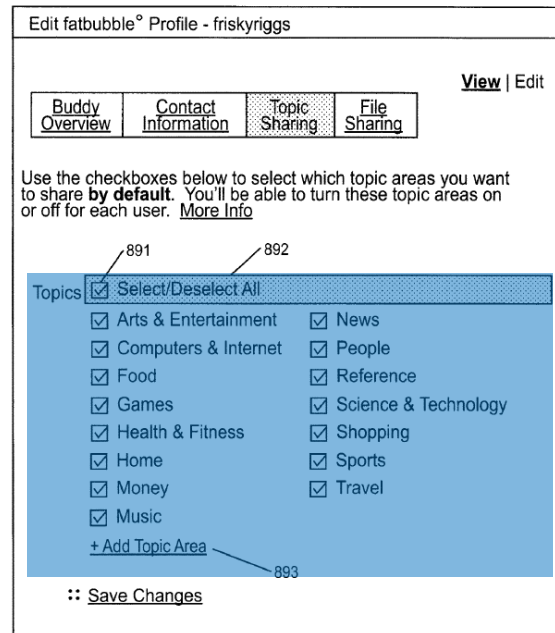 Edit fatbubble° Profile - friskyriggs
View | Edit
Buddy Overview
Contact Information
Topic Sharing
File Sharing
Use the checkboxes below to select which topic areas you want
to share by default. You'll be able to turn these topic areas on
or off for each user. More Info
891 892
Topics Select/Deselect All
Arts & Entertainment News
Computers & Internet People
Food Reference
Games Science & Technology
Health & Fitness Shopping
Home Sports
Money Travel
Music
+ Add Topic Area
893
:: Save Changes